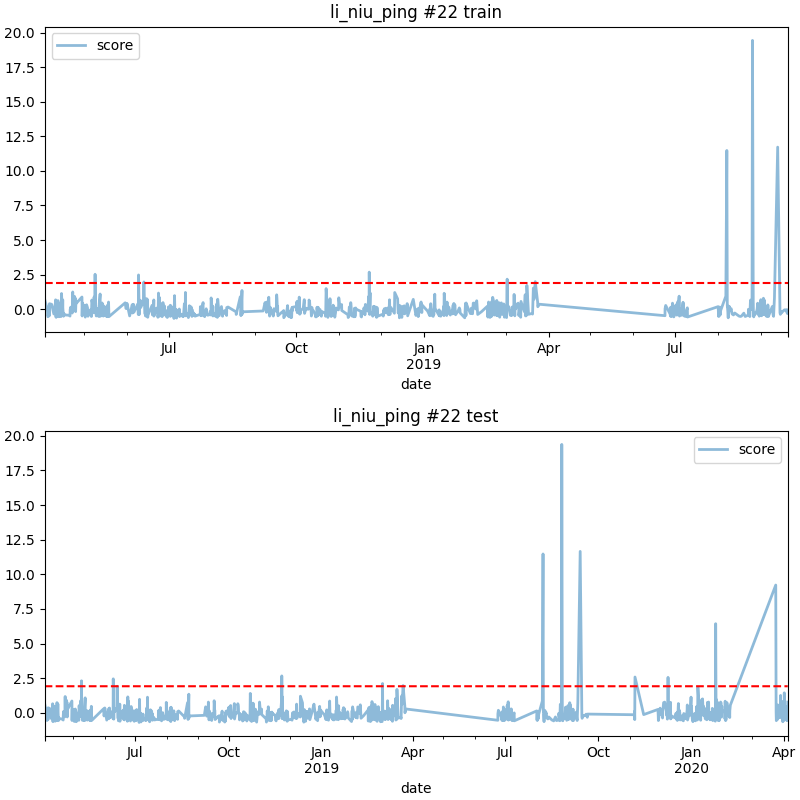 li_niu_ping #22 train
score
20.0
17.5
15.0
12.5
10.0
7.5
5.0
2.5
0.0
Jul Oct Jan Apr Jul
2019
date
li_niu_ping #22 test
score
20.0
17.5
15.0
12.5
10.0
7.5
5.0
2.5
0.0
Jul Oct Jan Apr Jul Oct Jan Apr
2019 2020
date